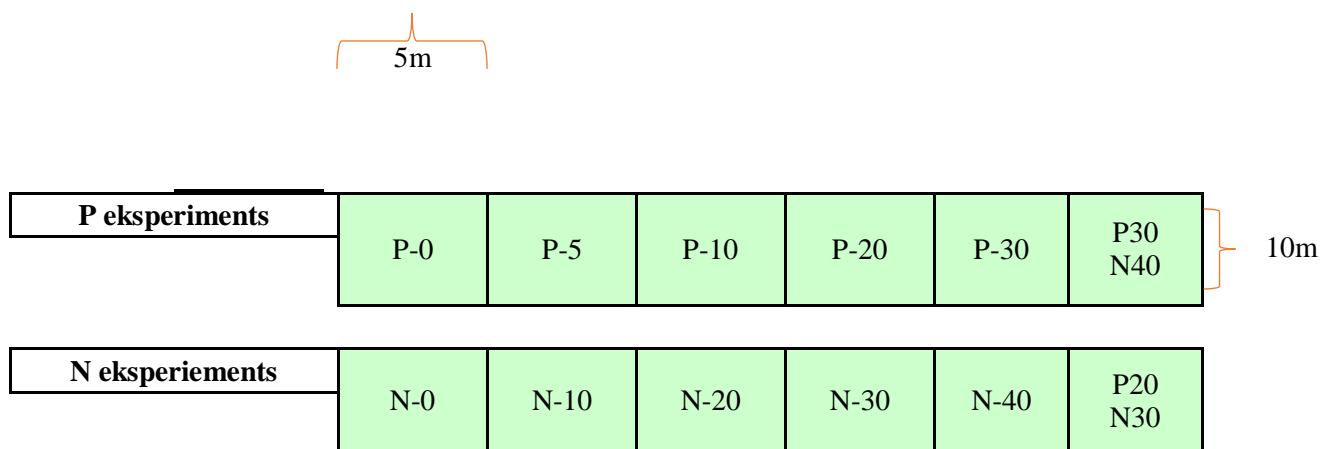 5m
P eksperiments
P-0
P-5
P-10
P-20
P-30
P30
N40
10m
N eksperiements
N-0
N-10
N-20
N-30
N-40
P20
N30